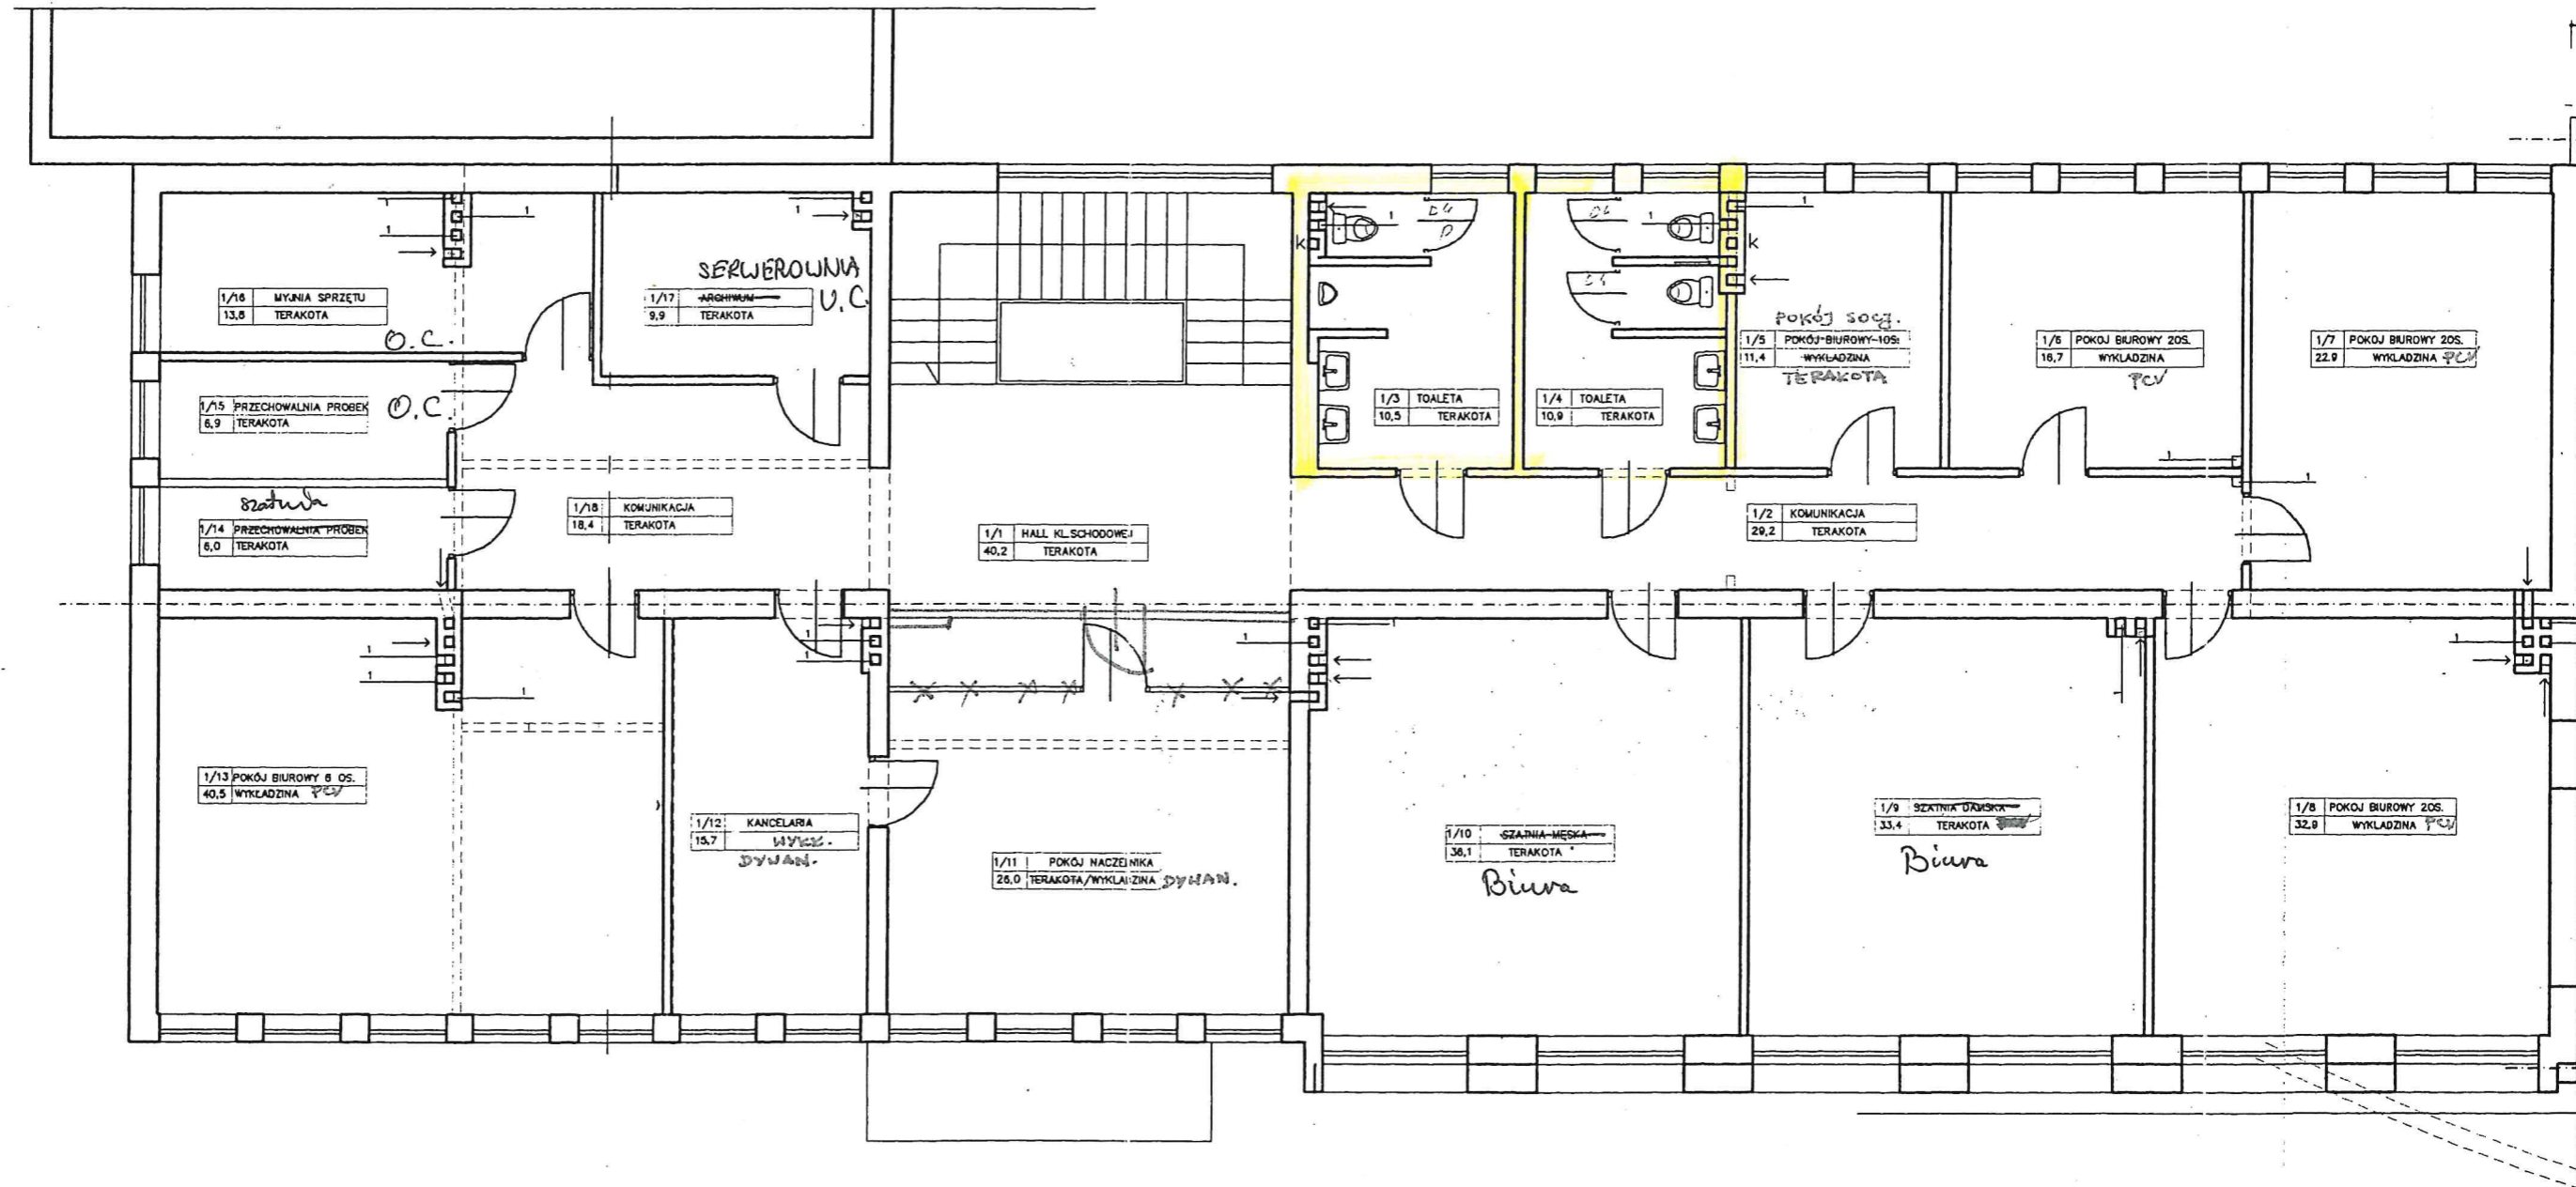 SERWEROWNIA
U.C.
1/16 MYJNIA SPRZĘTU
13,8 TERAKOTA
O.C.
1/17 ARCHIWUM
9,9 TERAKOTA
1/15 PRZECHOWALNIA PROBEK
6,9 TERAKOTA
O.C.
szatnia
1/14 PRZECHOWALNIA PROBEK
6,0 TERAKOTA
1/18 KOMUNIKACJA
18,4 TERAKOTA
1/1 HALL KL.SCHODOWEJ
40,2 TERAKOTA
K
1/3 TOALETA
10,5 TERAKOTA
1/4 TOALETA
10,9 TERAKOTA
K
POKÓJ SOCJ.
1/5 POKÓJ BIUROWY 1OS.
11,4 WYKŁADZINA
TERAKOTA
1/6 POKOJ BIUROWY 2OS.
16,7 WYKLADZINA
PCV
1/7 POKOJ BIUROWY 2OS.
22.9 WYKLADZINA PCV
1/2 KOMUNIKACJA
29,2 TERAKOTA
1/13 POKÓJ BIUROWY 6 OS.
40,5 WYKŁADZINA PCV
1/12 KANCELARIA
15,7 WYKŁ.
DYWAN.
1/11 POKÓJ NACZELNIKA
26,0 TERAKOTA/WYKLADZINA DYWAN.
1/10 SZATNIA MĘSKA
36,1 TERAKOTA
Biura
1/9 SZATNIA DAMSKA
33,4 TERAKOTA
Biura
1/8 POKOJ BIUROWY 2OS.
32,9 WYKLADZINA PCV